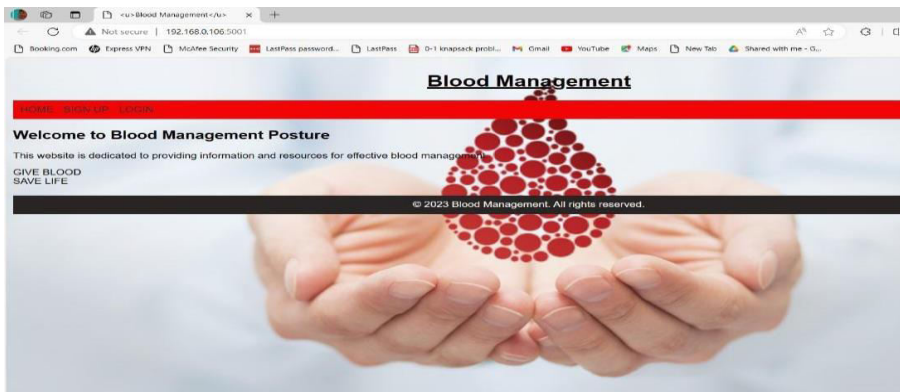 <u>Blood Management</u>
Not secure | 192.168.0.106:5001
Booking.com Express VPN McAfee Security LastPass password... LastPass 0-1 knapsack probl... Gmail YouTube Maps New Tab Shared with me - G...
Blood Management
HOME SIGN UP LOGIN
Welcome to Blood Management Posture
This website is dedicated to providing information and resources for effective blood management.
GIVE BLOOD
SAVE LIFE
© 2023 Blood Management. All rights reserved.